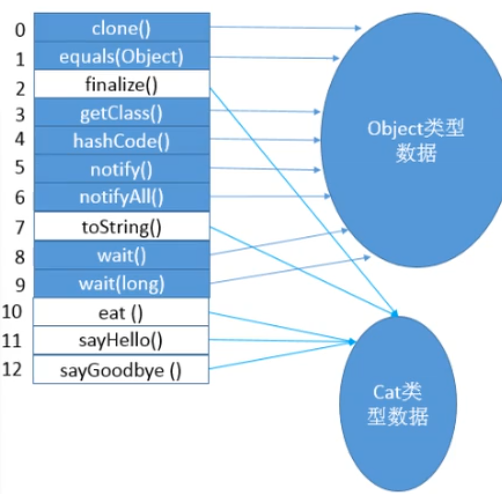 0 clone()
1 equals(Object)
2 finalize()
3 getClass()
4 hashCode()
5 notify()
6 notifyAll()
7 toString()
8 wait()
9 wait(long)
10 eat ()
11 sayHello()
12 sayGoodbye ()
Object类型
数据
Cat类
型数据